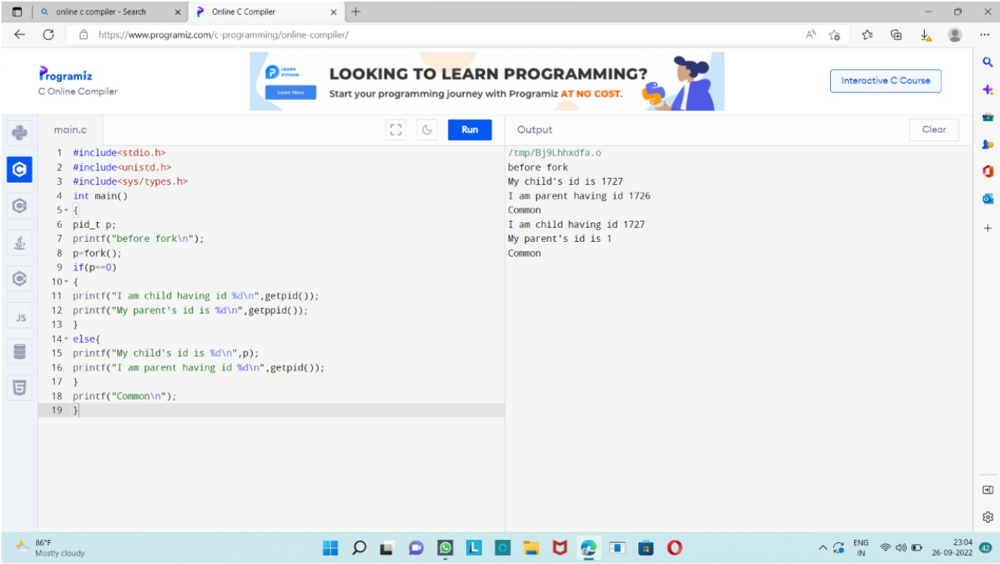 online c compiler - Search
Online C Compiler
https://www.programiz.com/c-programming/online-compiler/
Programiz
C Online Compiler
LEARN
PYTHON
Learn More
LOOKING TO LEARN PROGRAMMING?
Start your programming journey with Programiz AT NO COST.
Interactive C Course
main.c
Run
Output
Clear
1 #include<stdio.h>
2 #include<unistd.h>
3 #include<sys/types.h>
4 int main()
5 {
6 pid_t p;
7 printf("before fork\n");
8 p=fork();
9 if(p==0)
10 {
11 printf("I am child having id %d\n",getpid());
12 printf("My parent's id is %d\n",getppid());
13 }
14 else{
15 printf("My child's id is %d\n",p);
16 printf("I am parent having id %d\n",getpid());
17 }
18 printf("Common\n");
19 }
/tmp/Bj9Lhhxdfa.o
before fork
My child's id is 1727
I am parent having id 1726
Common
I am child having id 1727
My parent's id is 1
Common
JS
86°F
Mostly cloudy
ENG
IN
23:04
26-09-2022
42